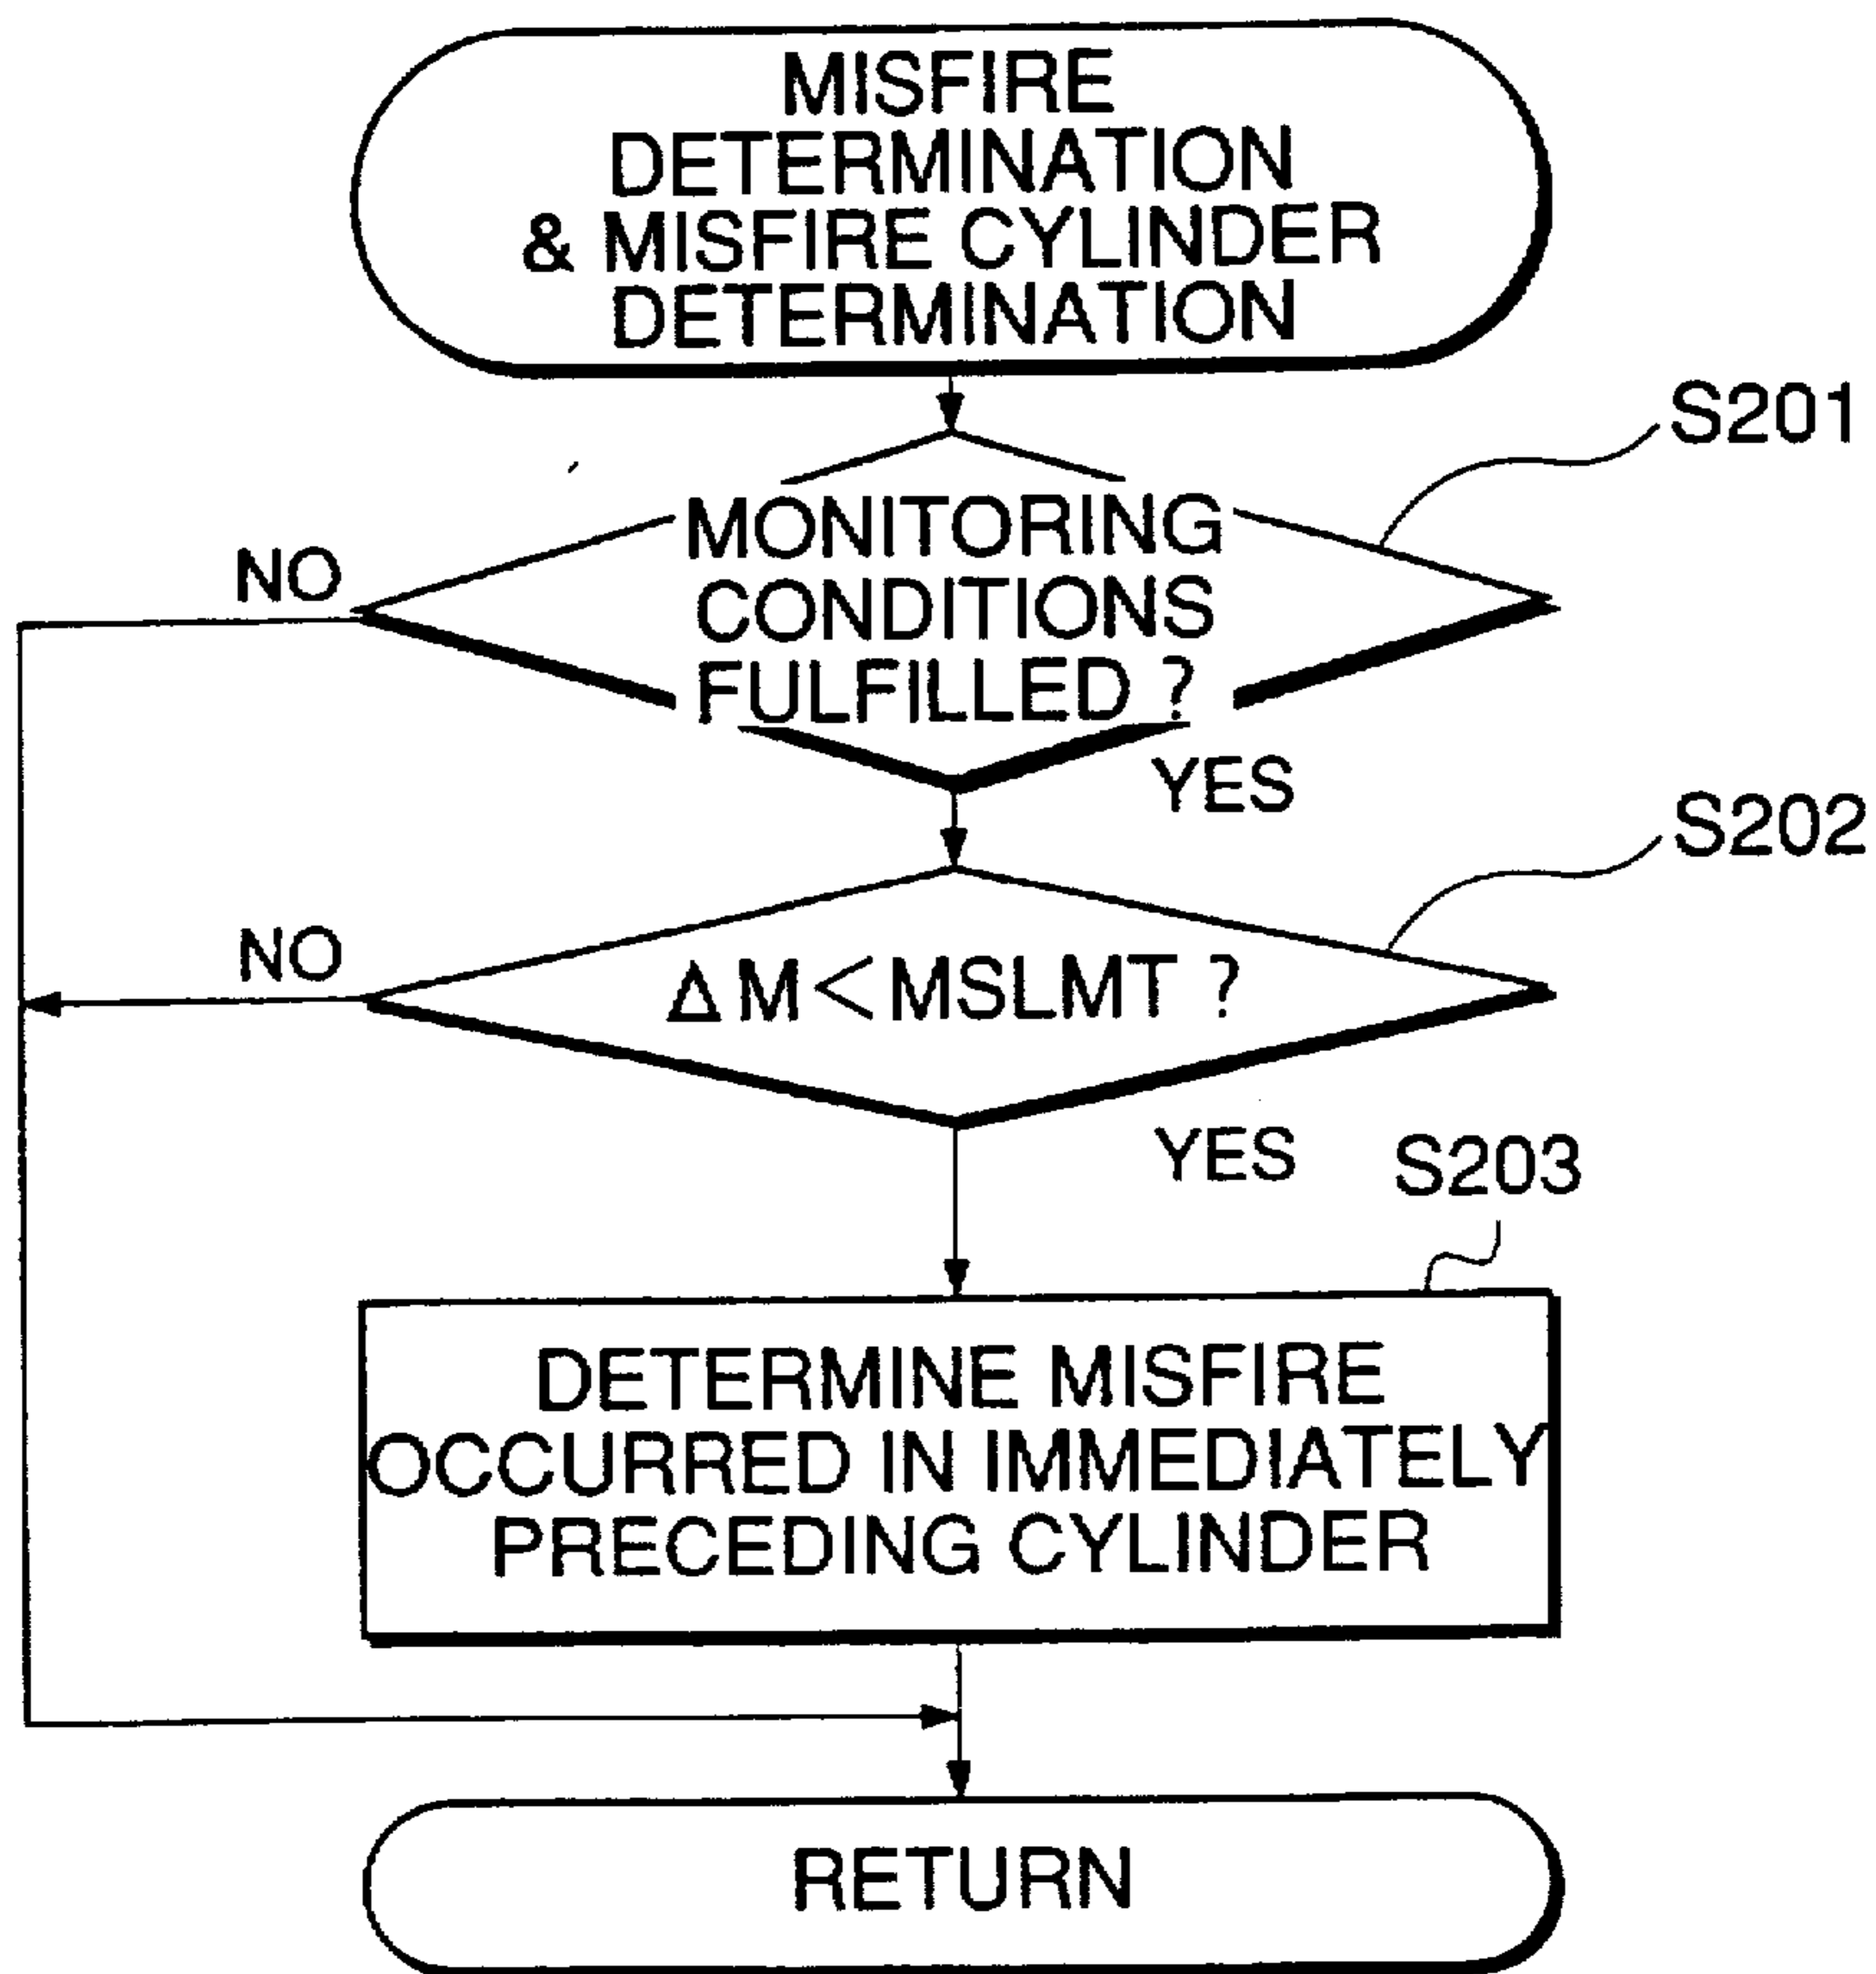 MISFIRE
DETERMINATION
& MISFIRE CYLINDER
DETERMINATION
S201
MONITORING
CONDITIONS
FULFILLED ?
NO
YES
S202
NO
ΔM<MSLMT ?
YES
S203
DETERMINE MISFIRE
OCCURRED IN IMMEDIATELY
PRECEDING CYLINDER
RETURN